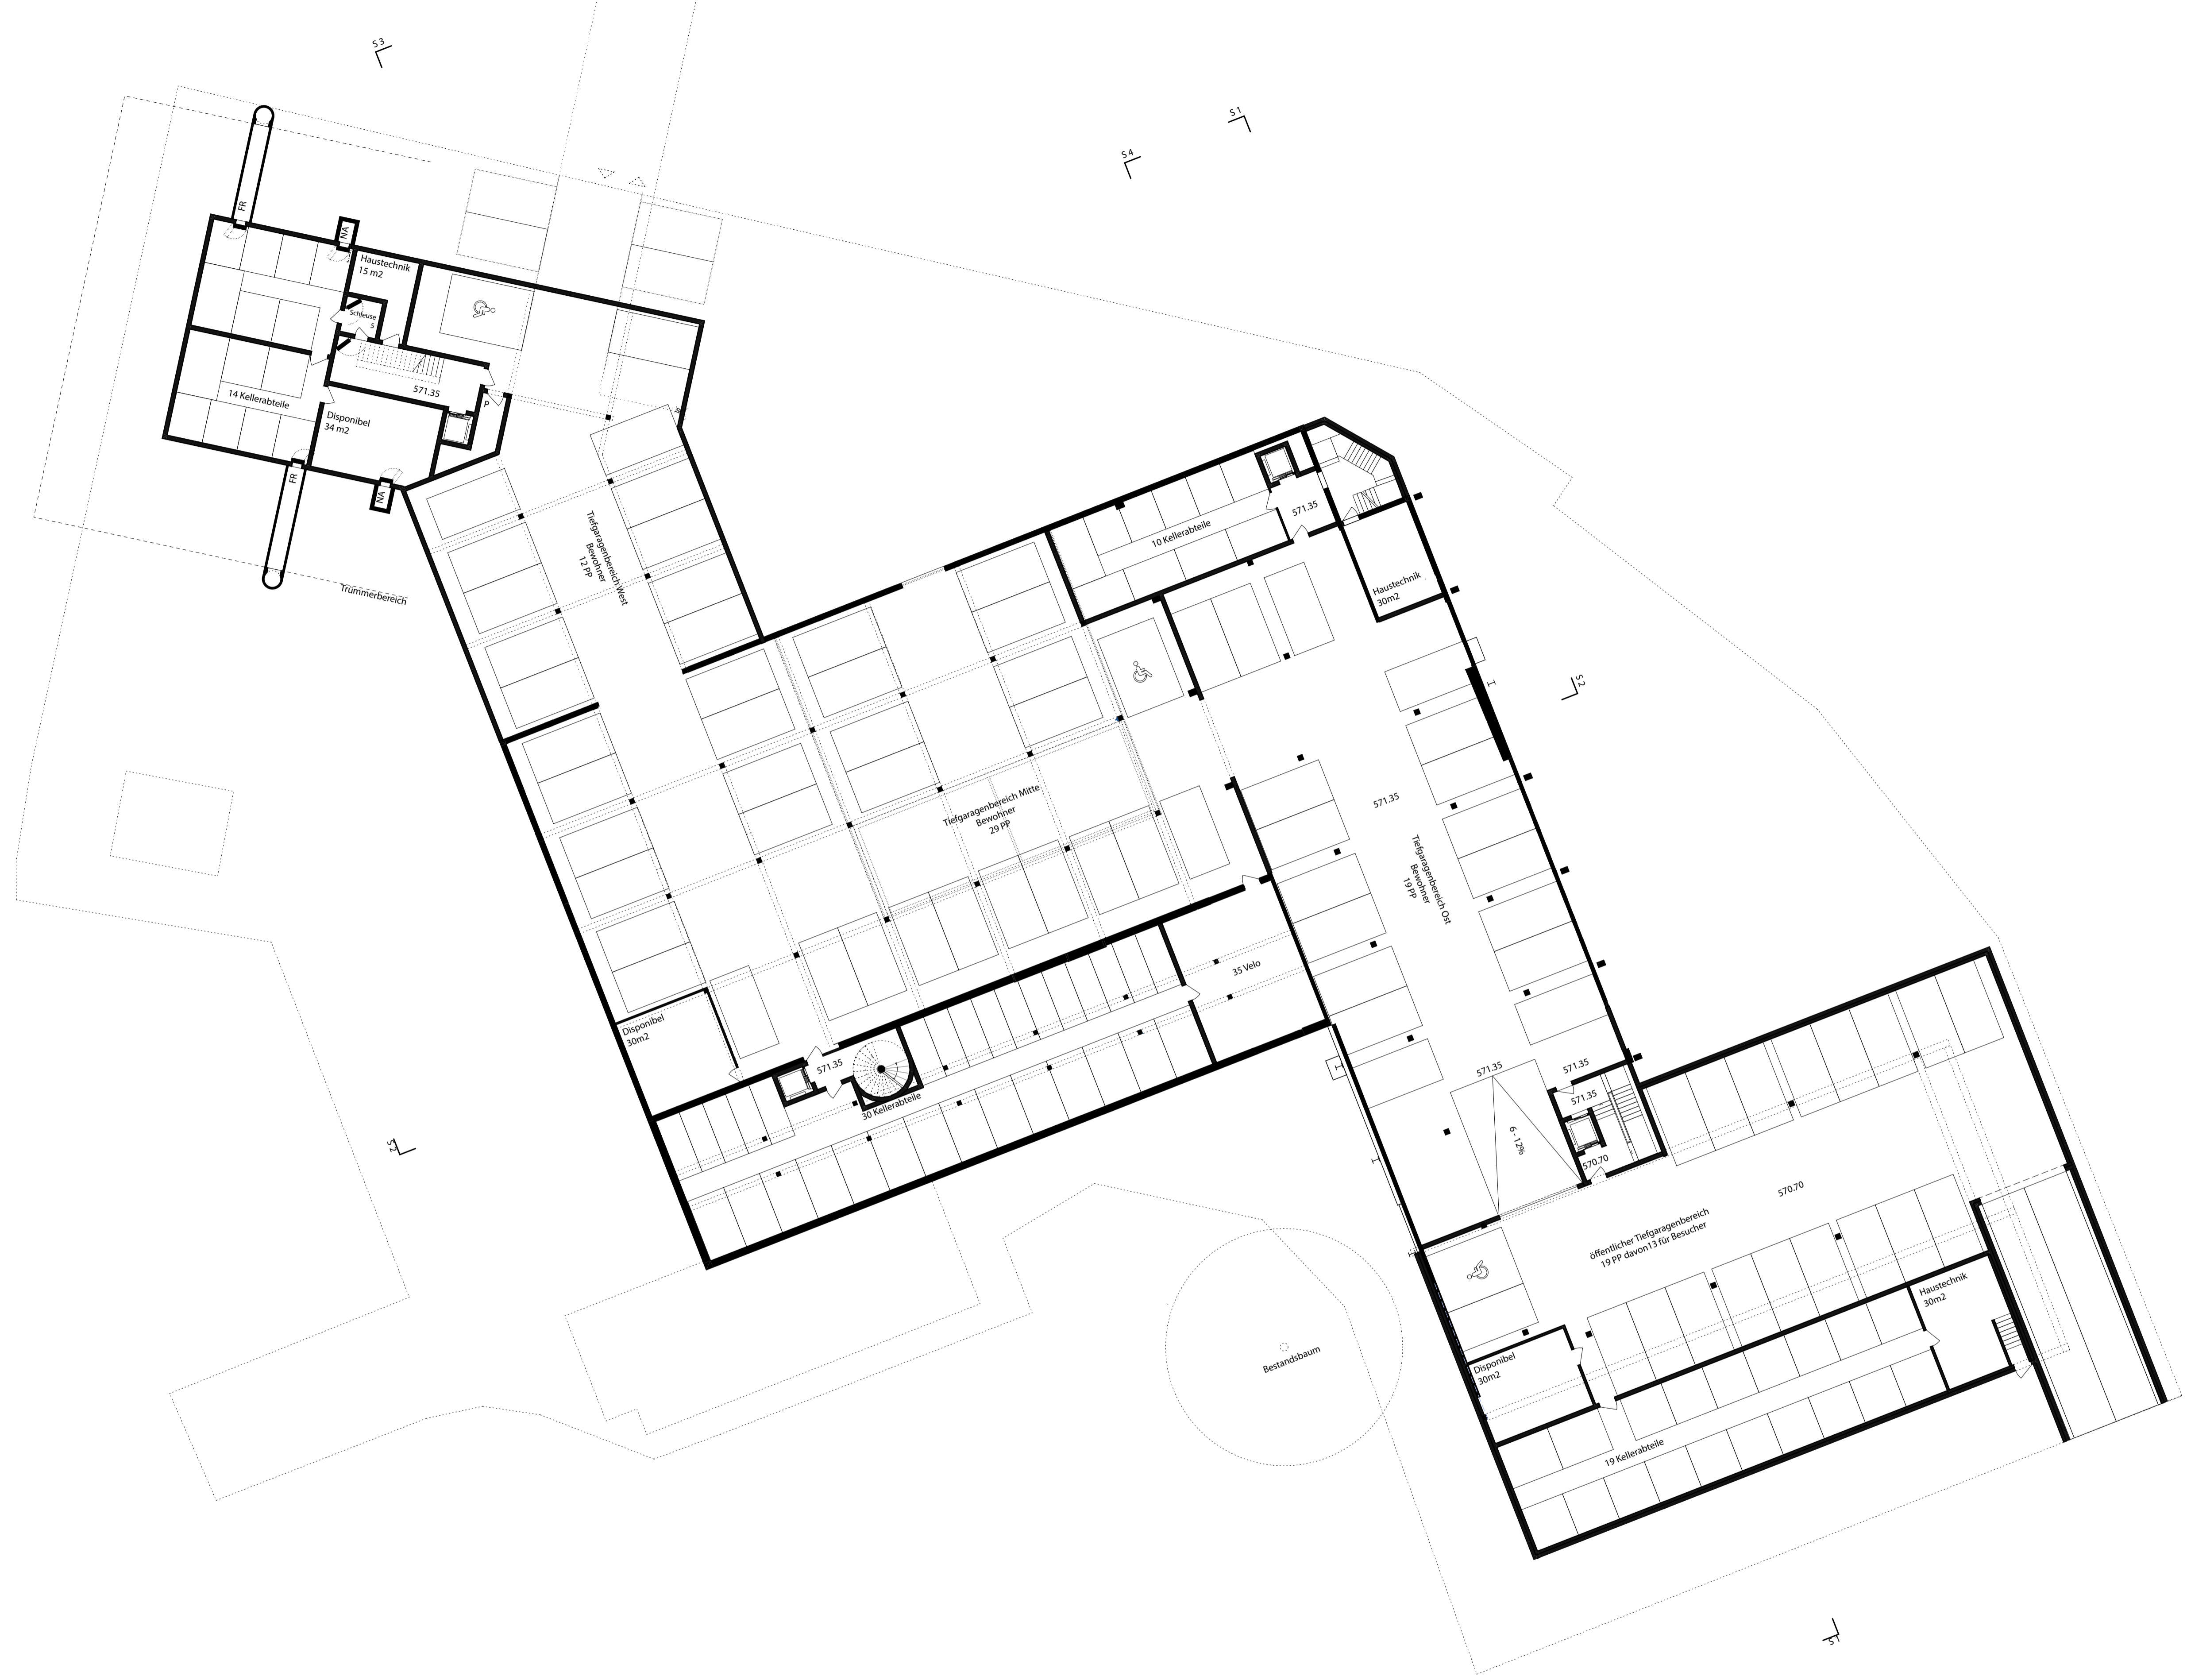 S 3
S 1
S 4
FR
NA
Haustechnik
15 m2
Schleuse
5
571.35
P
14 Kellerabteile
Disponibel
34 m2
FR
NA
Trümmerbereich
Tiefgaragenbereich West
Bewohner
12 PP
10 Kellerabteile
571.35
Haustechnik
30m2
S 2
Tiefgaragenbereich Mitte
Bewohner
29 PP
571.35
Tiefgaragenbereich Ost
Bewohner
19 PP
35 Velo
Disponibel
30m2
571.35
30 Kellerabteile
571.35
571.35
571.35
6 - 12%
570.70
S 2
570.70
öffentlicher Tiefgaragenbereich
19 PP davon13 für Besucher
Haustechnik
30m2
Bestandsbaum
Disponibel
30m2
19 Kellerabteile
S 1